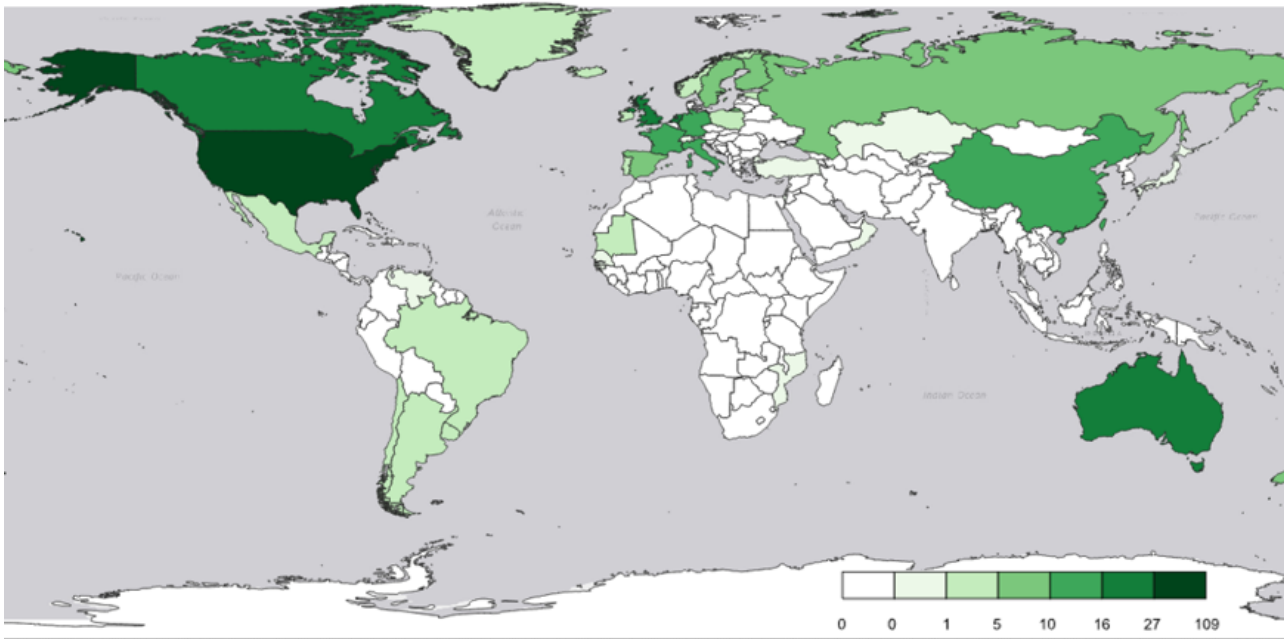 Atlantic
Ocean
Pacific Ocean
Pacific Ocean
Indian Ocean
0 0 1 5 10 16 27 109